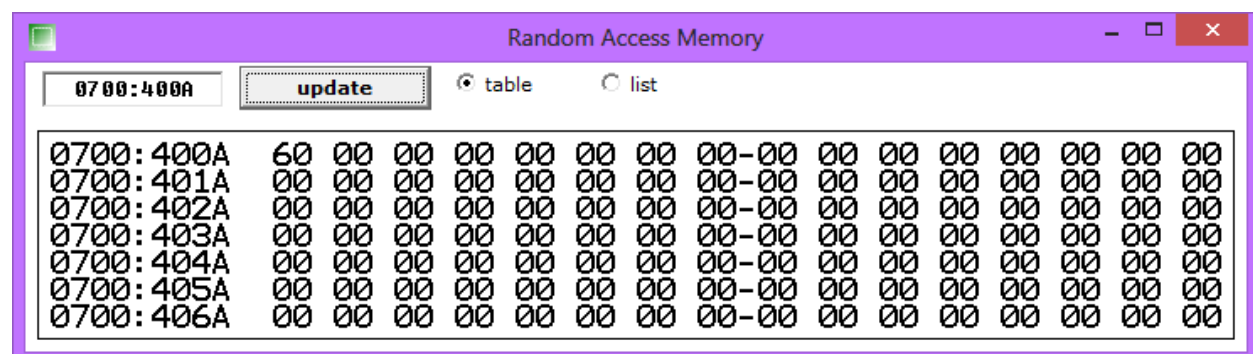 Random Access Memory
0700:400A update table list
0700:400A 60 00 00 00 00 00 00 00-00 00 00 00 00 00 00 00
0700:401A 00 00 00 00 00 00 00 00-00 00 00 00 00 00 00 00
0700:402A 00 00 00 00 00 00 00 00-00 00 00 00 00 00 00 00
0700:403A 00 00 00 00 00 00 00 00-00 00 00 00 00 00 00 00
0700:404A 00 00 00 00 00 00 00 00-00 00 00 00 00 00 00 00
0700:405A 00 00 00 00 00 00 00 00-00 00 00 00 00 00 00 00
0700:406A 00 00 00 00 00 00 00 00-00 00 00 00 00 00 00 00